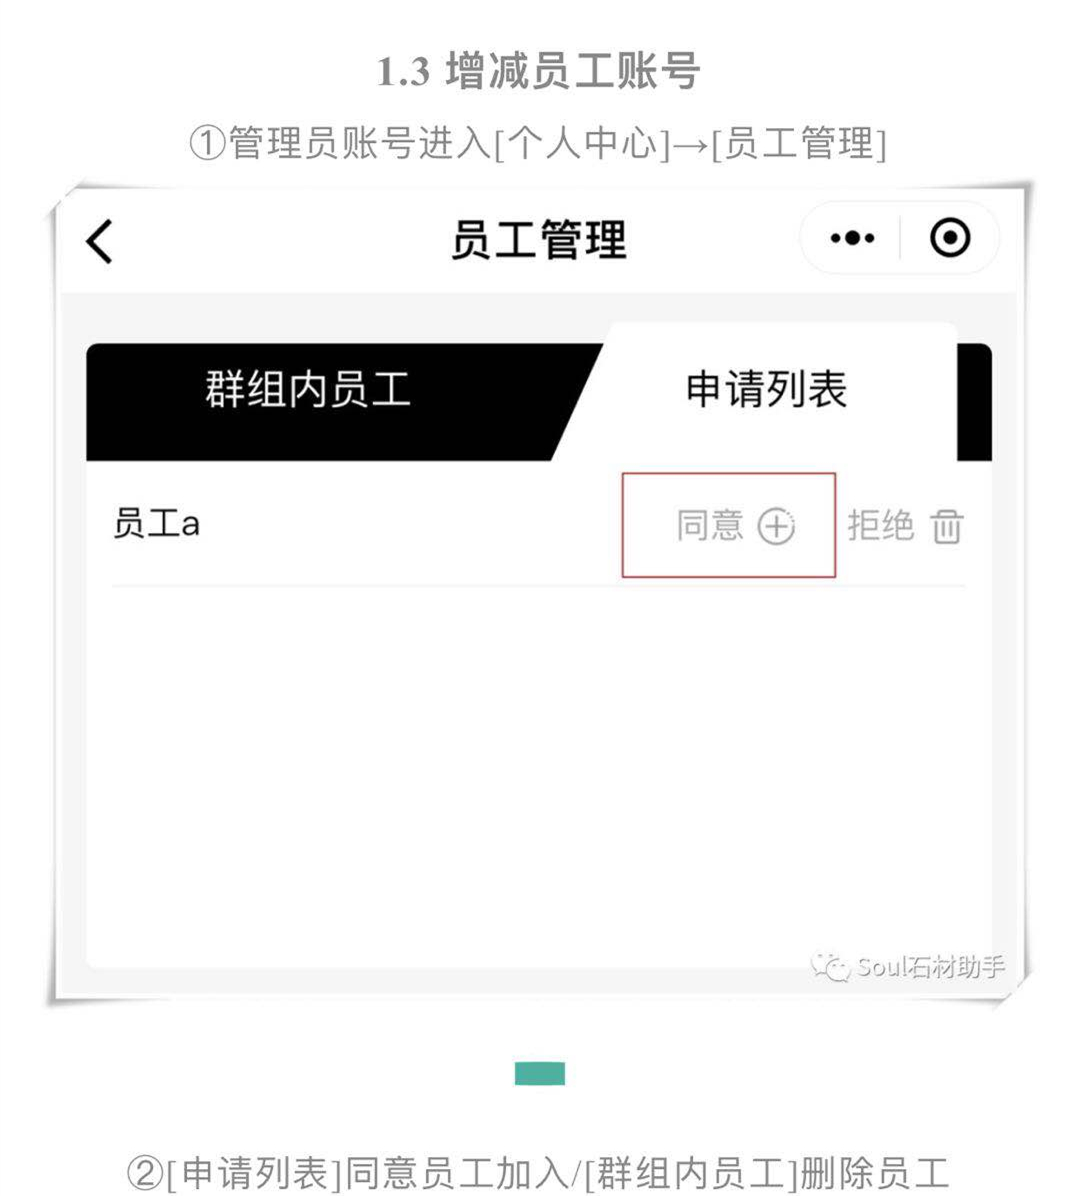 1.3 增减员工账号
①管理员账号进入[个人中心]→[员工管理]
员工管理
群组内员工 申请列表
员工a 同意 拒绝
Soul石材助手
②[申请列表]同意员工加入/[群组内员工]删除员工